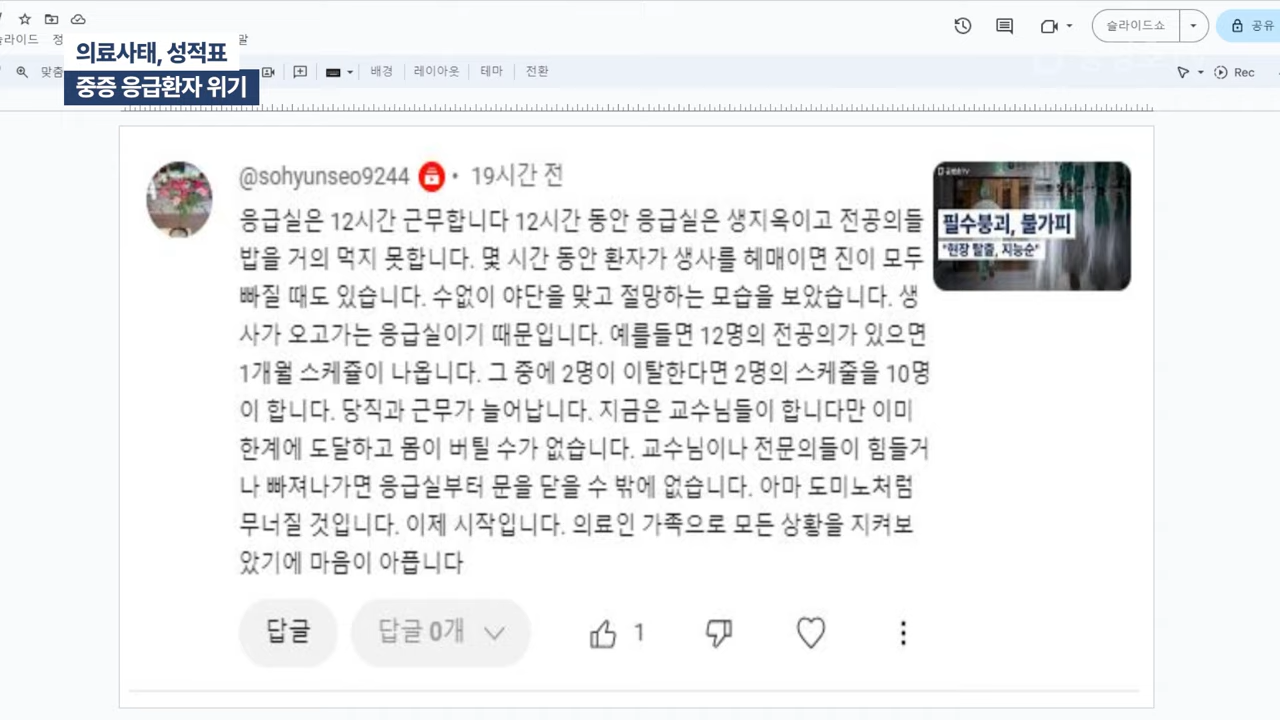 슬라이드
의료사태, 성적표
중증 응급환자 위기
슬라이드쇼
공유
배경
레이아웃
테마
전환
Rec
@sohyunseo9244 • 19시간 전
응급실은 12시간 근무합니다 12시간 동안 응급실은 생지옥이고 전공의들
밥을 거의 먹지 못합니다. 몇 시간 동안 환자가 생사를 헤매이면 진이 모두
빠질 때도 있습니다. 수없이 야단을 맞고 절망하는 모습을 보았습니다. 생
사가 오고가는 응급실이기 때문입니다. 예를들면 12명의 전공의가 있으면
1개월 스케쥴이 나옵니다. 그 중에 2명이 이탈한다면 2명의 스케줄을 10명
이 합니다. 당직과 근무가 늘어납니다. 지금은 교수님들이 합니다만 이미
한계에 도달하고 몸이 버틸 수가 없습니다. 교수님이나 전문의들이 힘들거
나 빠져나가면 응급실부터 문을 닫을 수 밖에 없습니다. 아마 도미노처럼
무너질 것입니다. 이제 시작입니다. 의료인 가족으로 모든 상황을 지켜보
았기에 마음이 아픕니다
필수붕괴, 불가피
"현장 탈출, 지능순"
답글
답글 0개
1